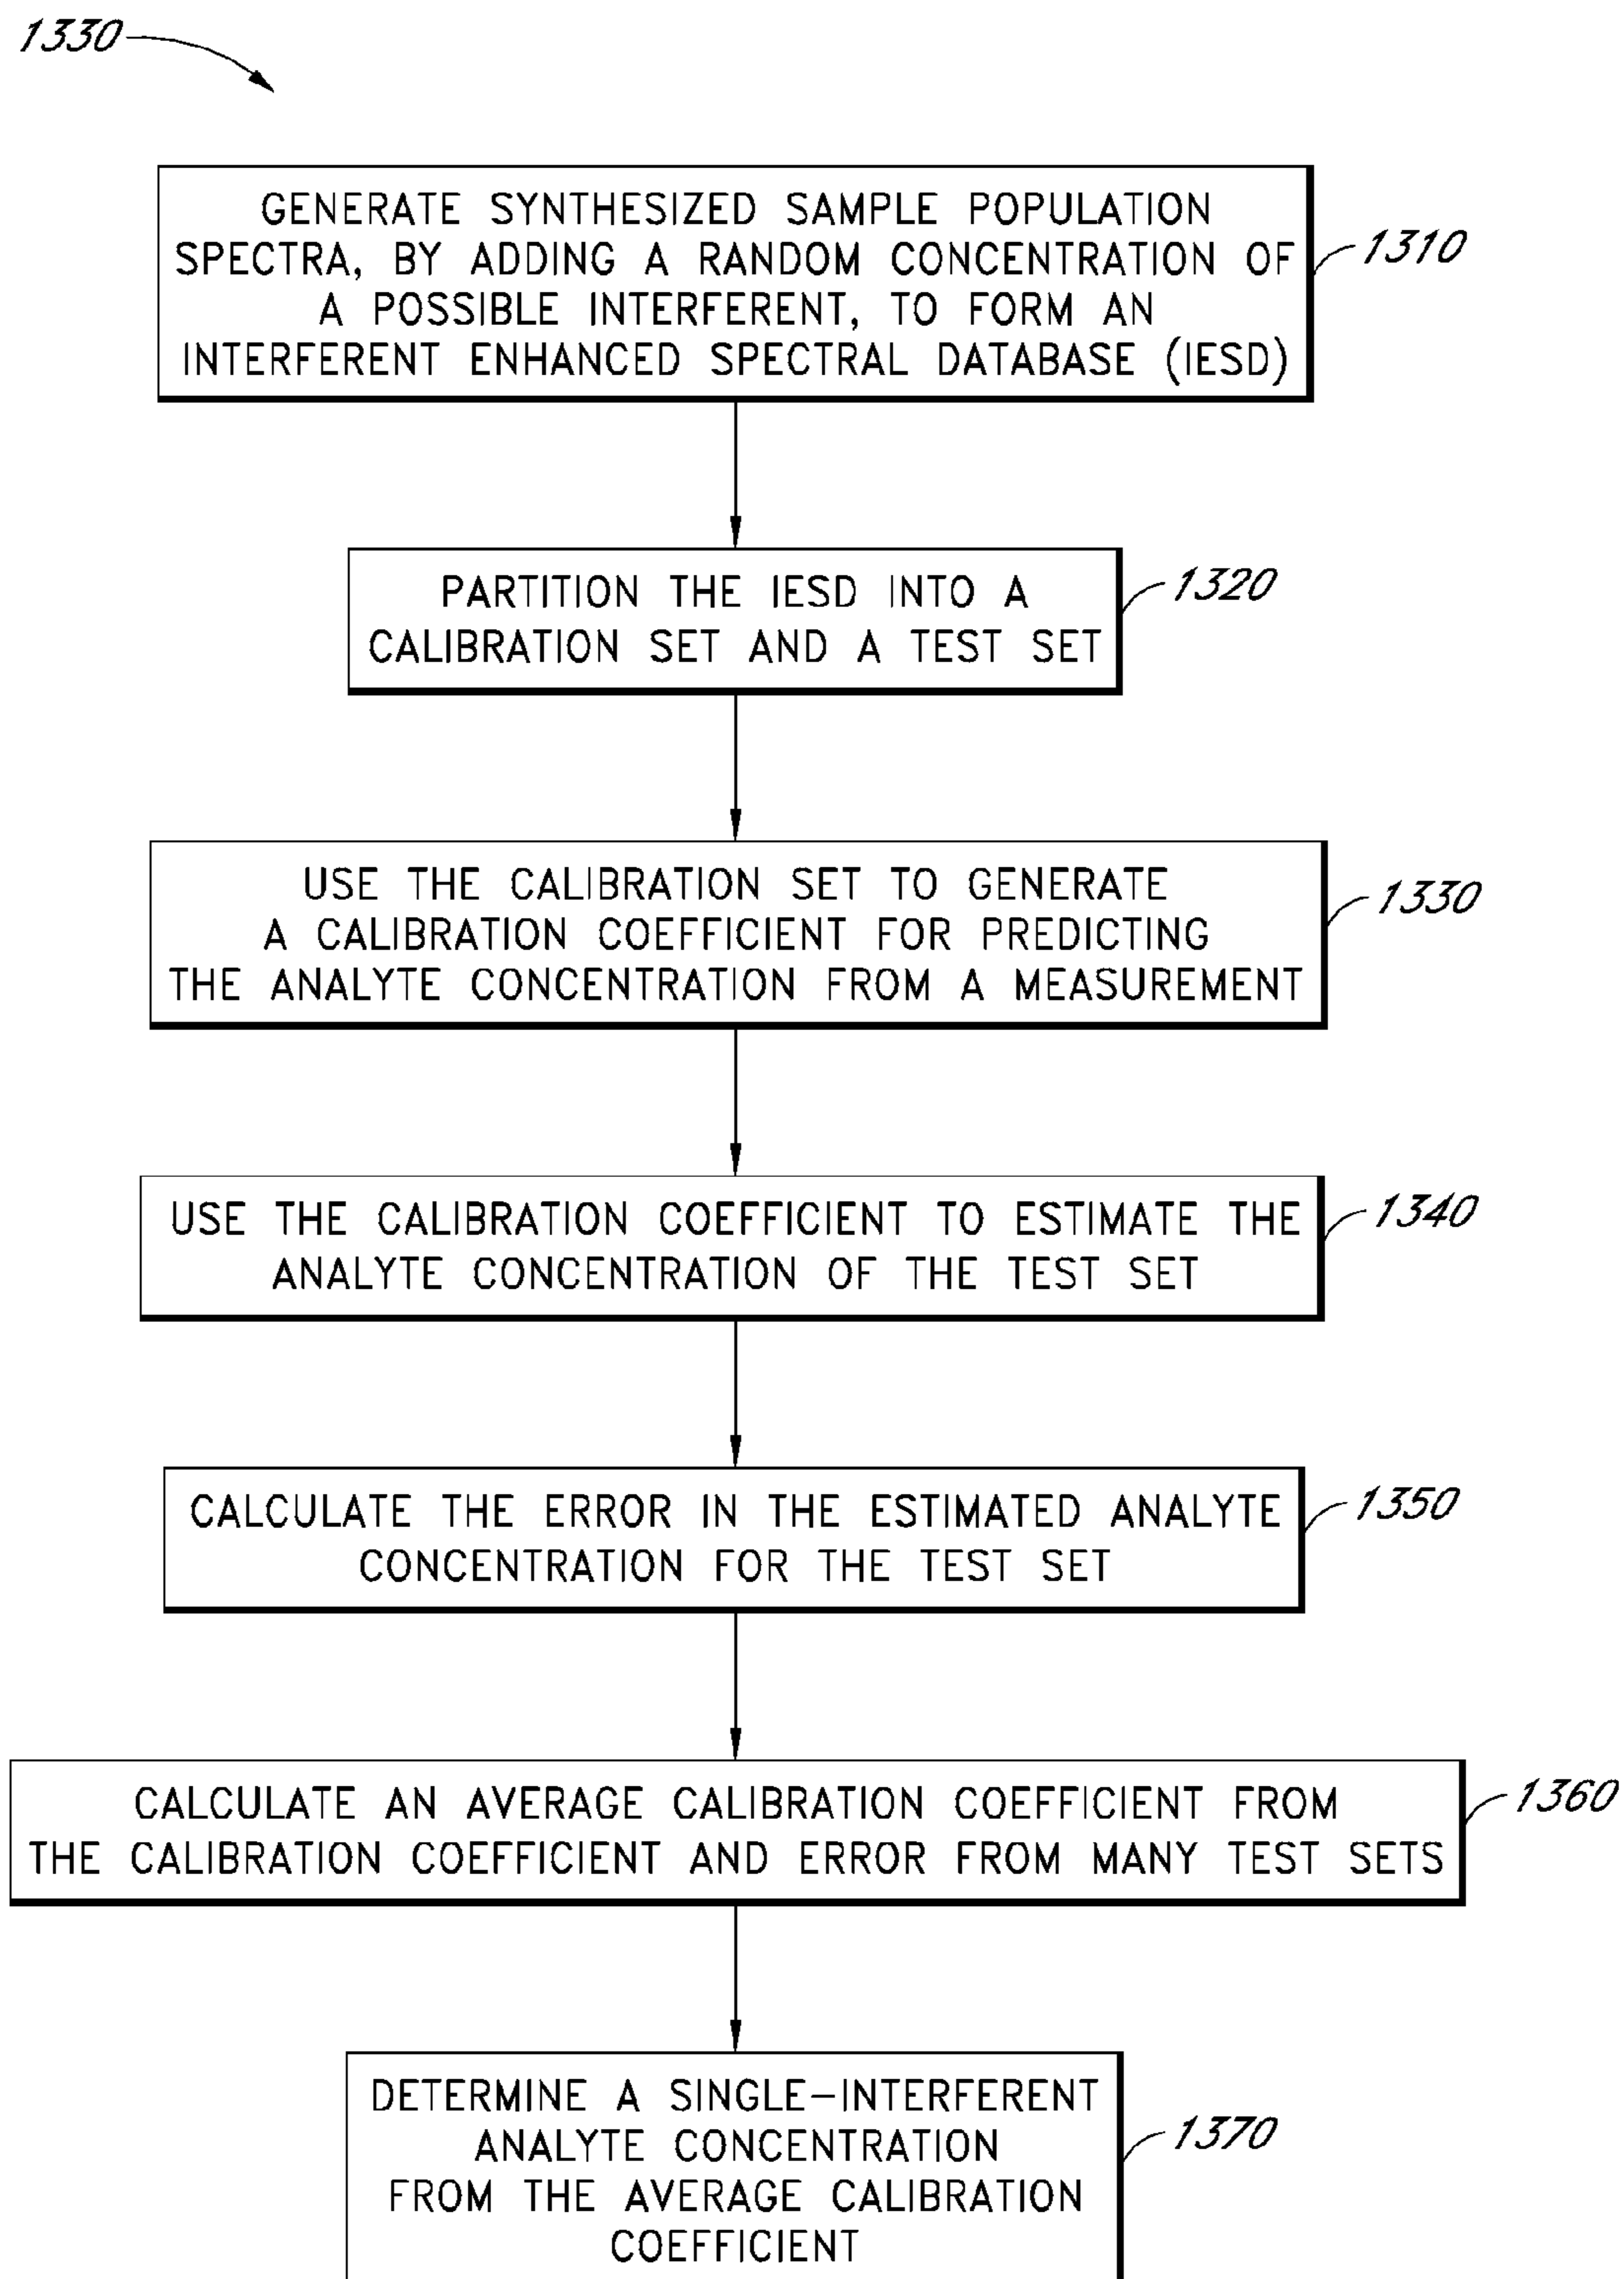 1330
GENERATE SYNTHESIZED SAMPLE POPULATION
SPECTRA, BY ADDING A RANDOM CONCENTRATION OF
A POSSIBLE INTERFERENT, TO FORM AN
INTERFERENT ENHANCED SPECTRAL DATABASE (IESD)
1310
PARTITION THE IESD INTO A
CALIBRATION SET AND A TEST SET
1320
USE THE CALIBRATION SET TO GENERATE
A CALIBRATION COEFFICIENT FOR PREDICTING
THE ANALYTE CONCENTRATION FROM A MEASUREMENT
1330
USE THE CALIBRATION COEFFICIENT TO ESTIMATE THE
ANALYTE CONCENTRATION OF THE TEST SET
1340
CALCULATE THE ERROR IN THE ESTIMATED ANALYTE
CONCENTRATION FOR THE TEST SET
1350
CALCULATE AN AVERAGE CALIBRATION COEFFICIENT FROM
THE CALIBRATION COEFFICIENT AND ERROR FROM MANY TEST SETS
1360
DETERMINE A SINGLE-INTERFERENT
ANALYTE CONCENTRATION
FROM THE AVERAGE CALIBRATION
COEFFICIENT
1370